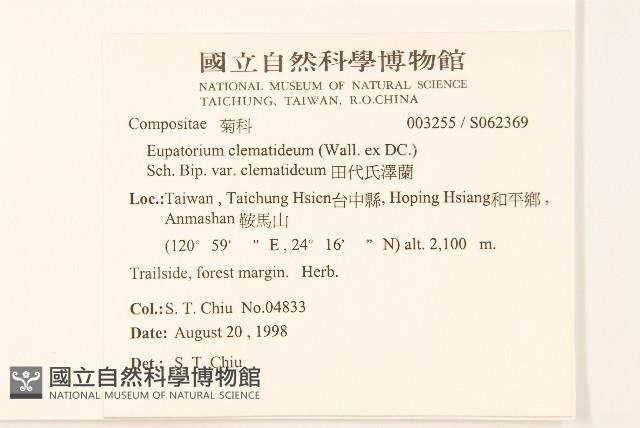 國立自然科學博物館
NATIONAL MUSEUM OF NATURAL SCIENCE
TAICHUNG, TAIWAN, R.O.CHINA
Compositae 菊科 003255 / S062369
Eupatorium clematideum (Wall. ex DC.)
Sch. Bip. var. clematideum 田代氏澤蘭
Loc.:Taiwan , Taichung Hsien台中縣, Hoping Hsiang和平鄉 ,
Anmashan 鞍馬山
(120° 59' " E , 24° 16' " N) alt. 2,100 m.
Trailside, forest margin. Herb.
Col.: S. T. Chiu No.04833
Date: August 20 , 1998
Det.: S. T. Chiu
國立自然科學博物館
NATIONAL MUSEUM OF NATURAL SCIENCE